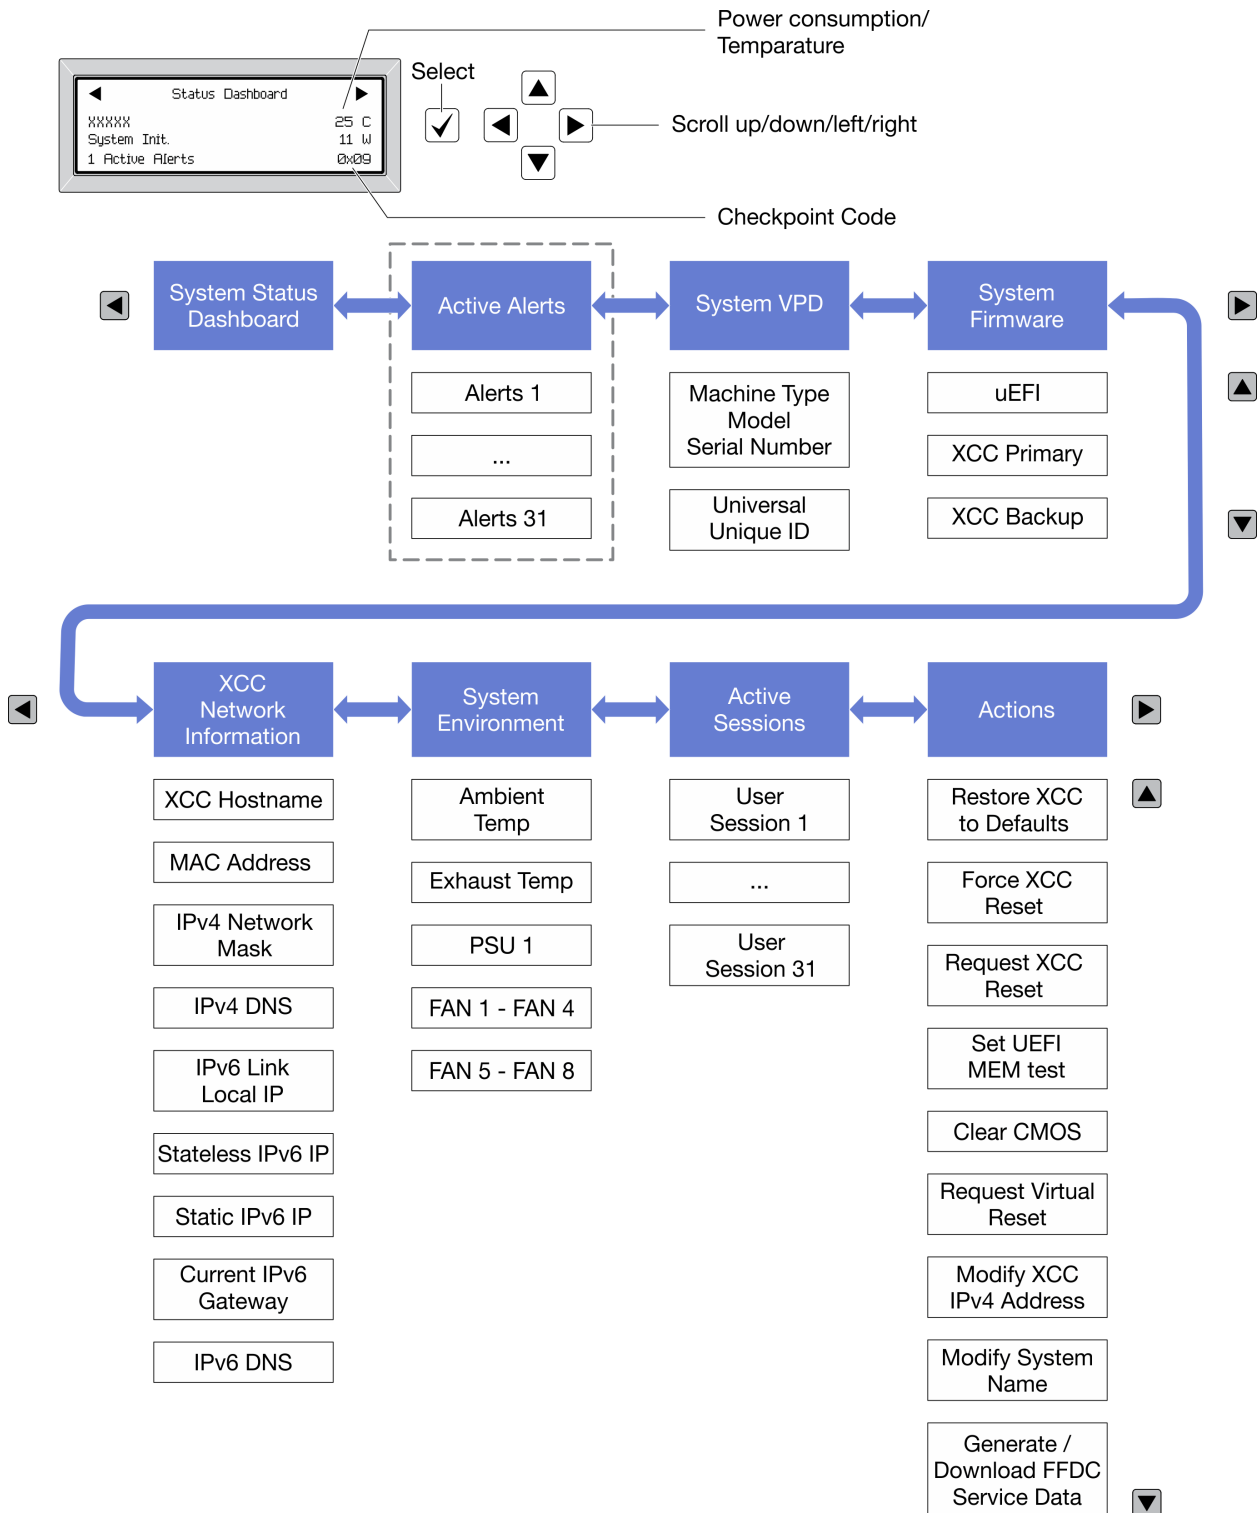 Power consumption/
Temparature
Select
Status Dashboard
XXXXX 25 C
System Init. 11 W
1 Active Alerts 0x09
Scroll up/down/left/right
Checkpoint Code
System Status
Dashboard
Active Alerts
System VPD
System
Firmware
Alerts 1
...
Alerts 31
Machine Type
Model
Serial Number
Universal
Unique ID
uEFI
XCC Primary
XCC Backup
XCC
Network
Information
System
Environment
Active
Sessions
Actions
XCC Hostname
MAC Address
IPv4 Network
Mask
IPv4 DNS
IPv6 Link
Local IP
Stateless IPv6 IP
Static IPv6 IP
Current IPv6
Gateway
IPv6 DNS
Ambient
Temp
Exhaust Temp
PSU 1
FAN 1 - FAN 4
FAN 5 - FAN 8
User
Session 1
...
User
Session 31
Restore XCC
to Defaults
Force XCC
Reset
Request XCC
Reset
Set UEFI
MEM test
Clear CMOS
Request Virtual
Reset
Modify XCC
IPv4 Address
Modify System
Name
Generate /
Download FFDC
Service Data